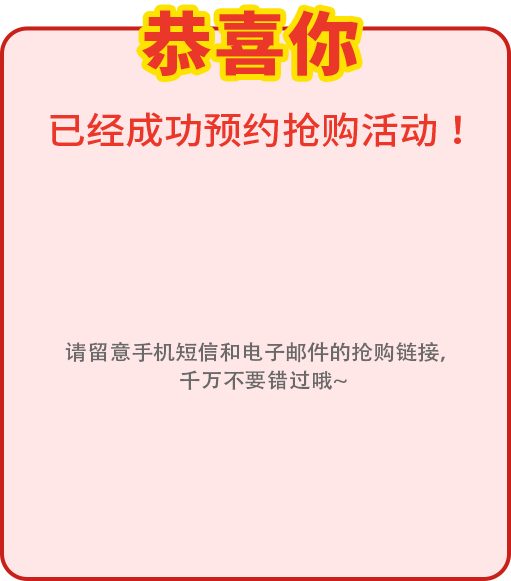 恭喜你
已经成功预约抢购活动！
请留意手机短信和电子邮件的抢购链接,
千万不要错过哦~